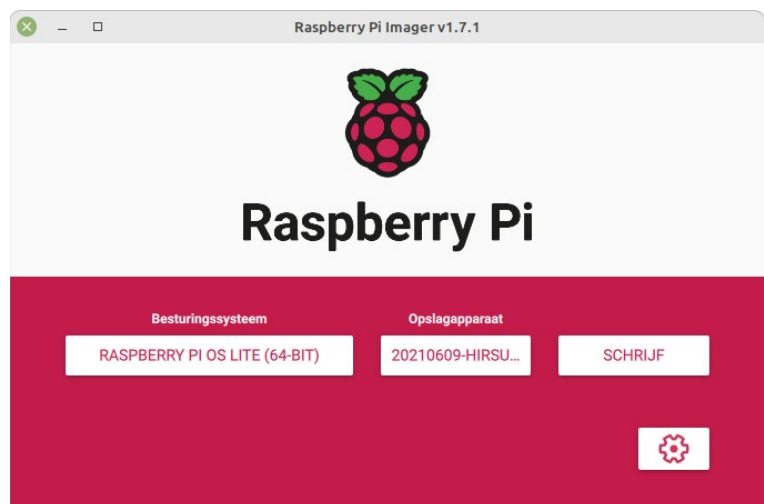 Raspberry Pi Imager v1.7.1
Raspberry Pi
Besturingssysteem
Opslagapparaat
RASPBERRY PI OS LITE (64-BIT)
20210609-HIRSU...
SCHRIJF